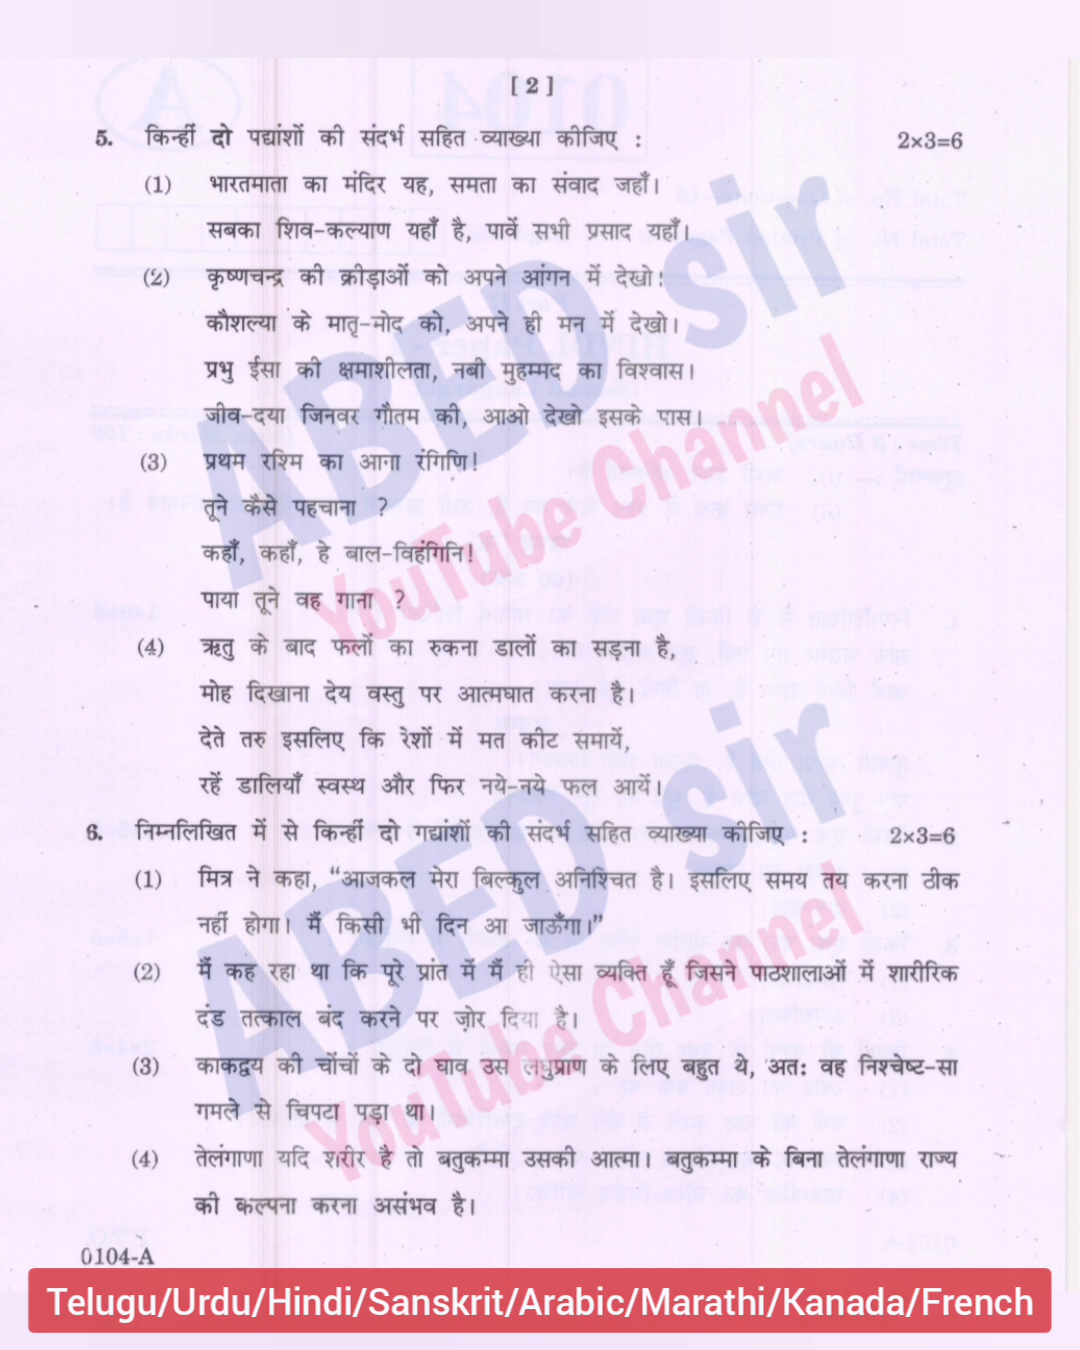 [ 2 ]
5. किन्हीं दो पद्यांशों की संदर्भ सहित व्याख्या कीजिए : 2×3=6
(1) भारतमाता का मंदिर यह, समता का संवाद जहाँ।
सबका शिव-कल्याण यहाँ है, पावें सभी प्रसाद यहाँ।
(2) कृष्णचन्द्र की क्रीड़ाओं को अपने आंगन में देखो!
कौशल्या के मातृ-मोद को, अपने ही मन में देखो।
प्रभु ईसा की क्षमाशीलता, नबी मुहम्मद का विश्वास।
जीव-दया जिनवर गौतम की, आओ देखो इसके पास।
(3) प्रथम रश्मि का आना रंगिणि!
तूने कैसे पहचाना ?
कहाँ, कहाँ, हे बाल-विहंगिनि!
पाया तूने वह गाना ?
(4) ऋतु के बाद फलों का रुकना डालों का सड़ना है,
मोह दिखाना देय वस्तु पर आत्मघात करना है।
देते तरु इसलिए कि रेशों में मत कीट समायें,
रहें डालियाँ स्वस्थ और फिर नये-नये फल आयें।
6. निम्नलिखित में से किन्हीं दो गद्यांशों की संदर्भ सहित व्याख्या कीजिए : 2×3=6
(1) मित्र ने कहा, “आजकल मेरा बिल्कुल अनिश्चित है। इसलिए समय तय करना ठीक
नहीं होगा। मैं किसी भी दिन आ जाऊँगा।”
(2) मैं कह रहा था कि पूरे प्रांत में मैं ही ऐसा व्यक्ति हूँ जिसने पाठशालाओं में शारीरिक
दंड तत्काल बंद करने पर ज़ोर दिया है।
(3) काकद्वय की चोंचों के दो घाव उस लघुप्राण के लिए बहुत थे, अतः वह निश्चेष्ट-सा
गमले से चिपटा पड़ा था।
(4) तेलंगाणा यदि शरीर है तो बतुकम्मा उसकी आत्मा। बतुकम्मा के बिना तेलंगाणा राज्य
की कल्पना करना असंभव है।
0104-A
ABED sir
YouTube Channel
ABED sir
YouTube Channel
Telugu/Urdu/Hindi/Sanskrit/Arabic/Marathi/Kanada/French